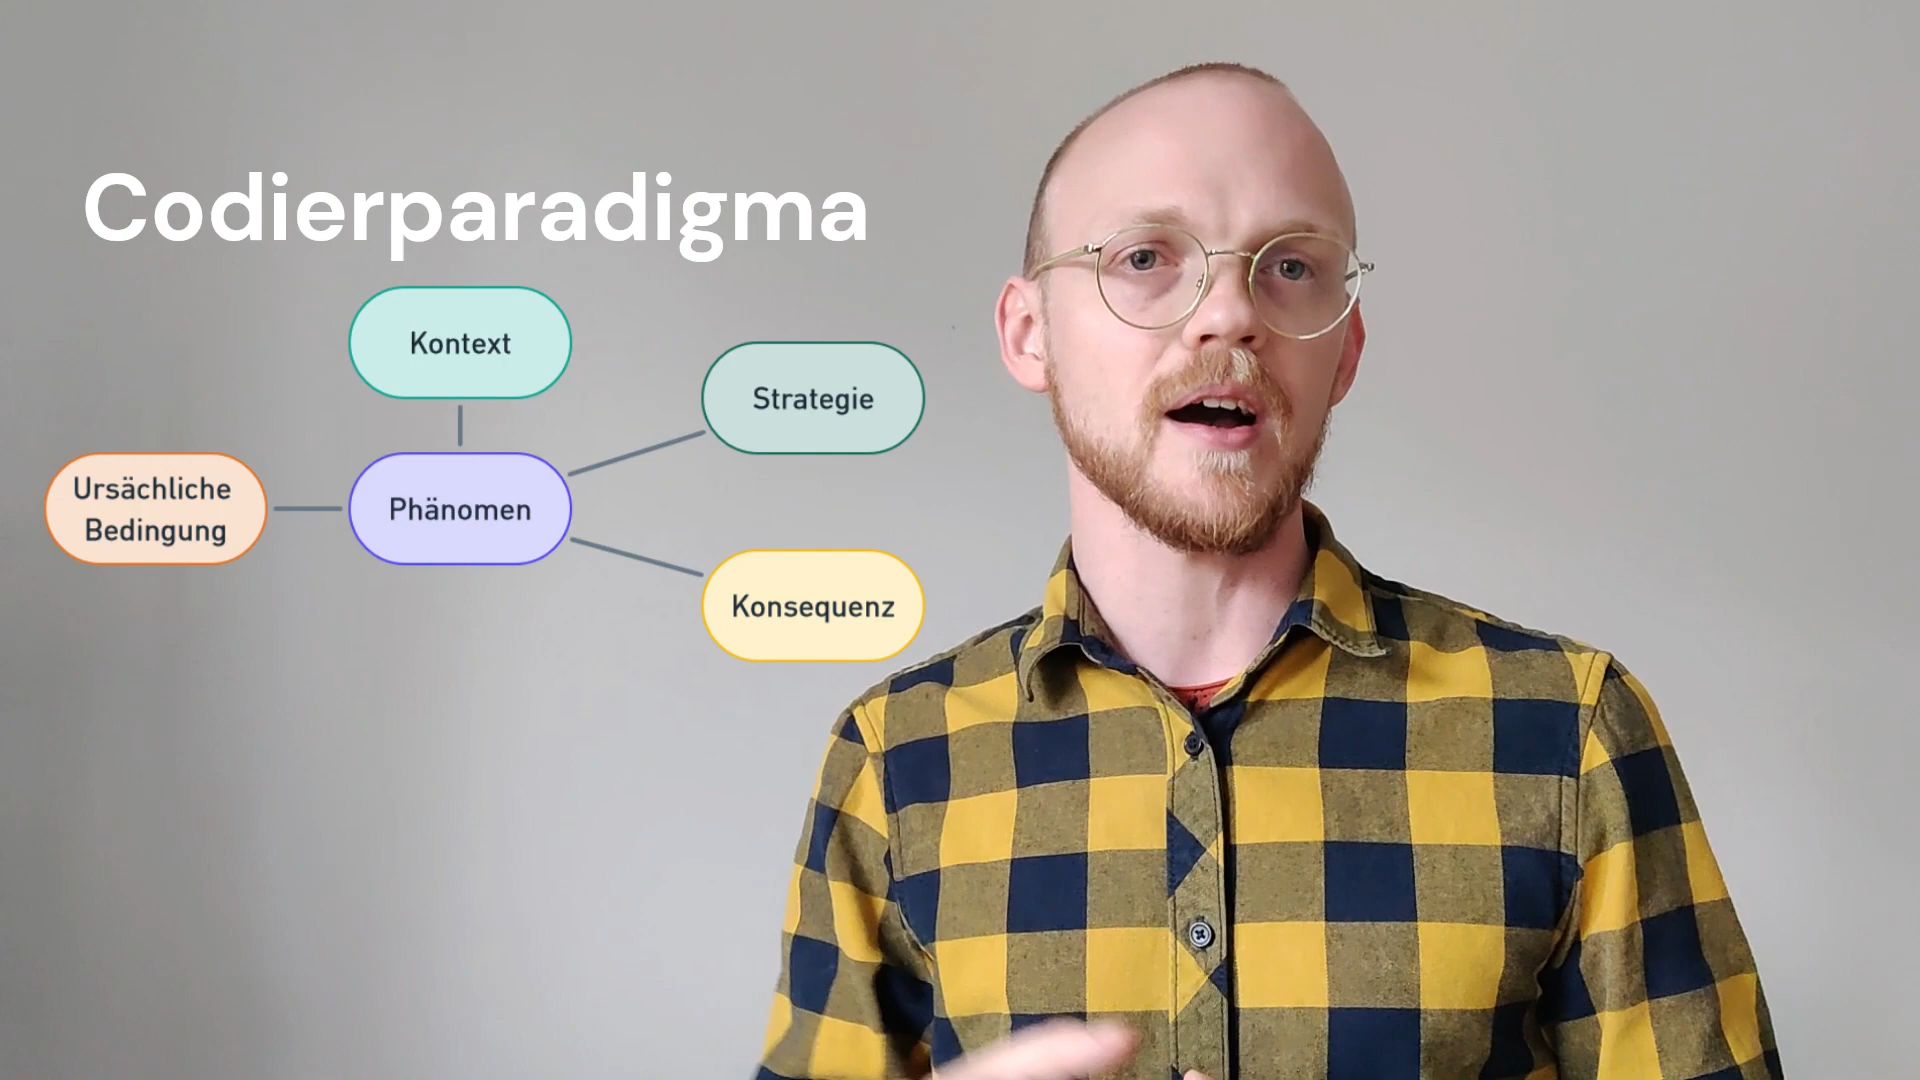 Codierparadigma
Kontext
Strategie
Ursächliche
Bedingung
Phänomen
Konsequenz